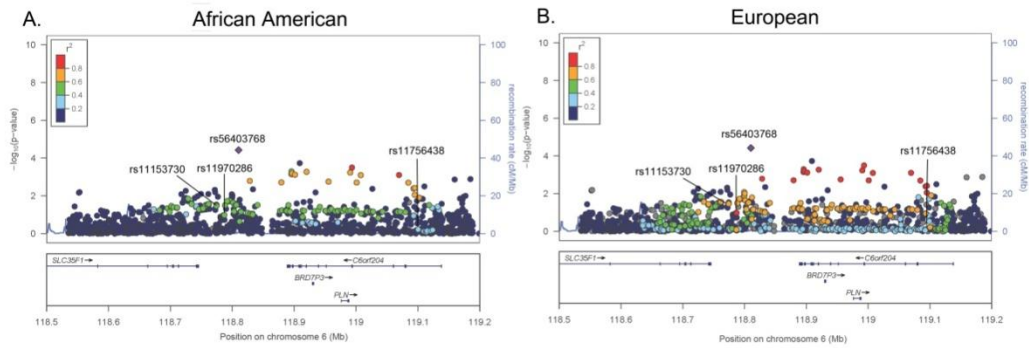 A. African American
r²
0.8
0.6
0.4
0.2
10
8
6
4
2
0
−log₁₀(p−value)
100
80
60
40
20
0
recombination rate (cM/Mb)
rs56403768
rs11153730
rs11970286
rs11756438
SLC35F1→
←C6orf204
BRD7P3→
PLN→
118.5 118.6 118.7 118.8 118.9 119 119.1 119.2
Position on chromosome 6 (Mb)
B. European
r²
0.8
0.6
0.4
0.2
10
8
6
4
2
0
−log₁₀(p−value)
100
80
60
40
20
0
recombination rate (cM/Mb)
rs56403768
rs11153730
rs11970286
rs11756438
SLC35F1→
←C6orf204
BRD7P3→
PLN→
118.5 118.6 118.7 118.8 118.9 119 119.1 119.2
Position on chromosome 6 (Mb)